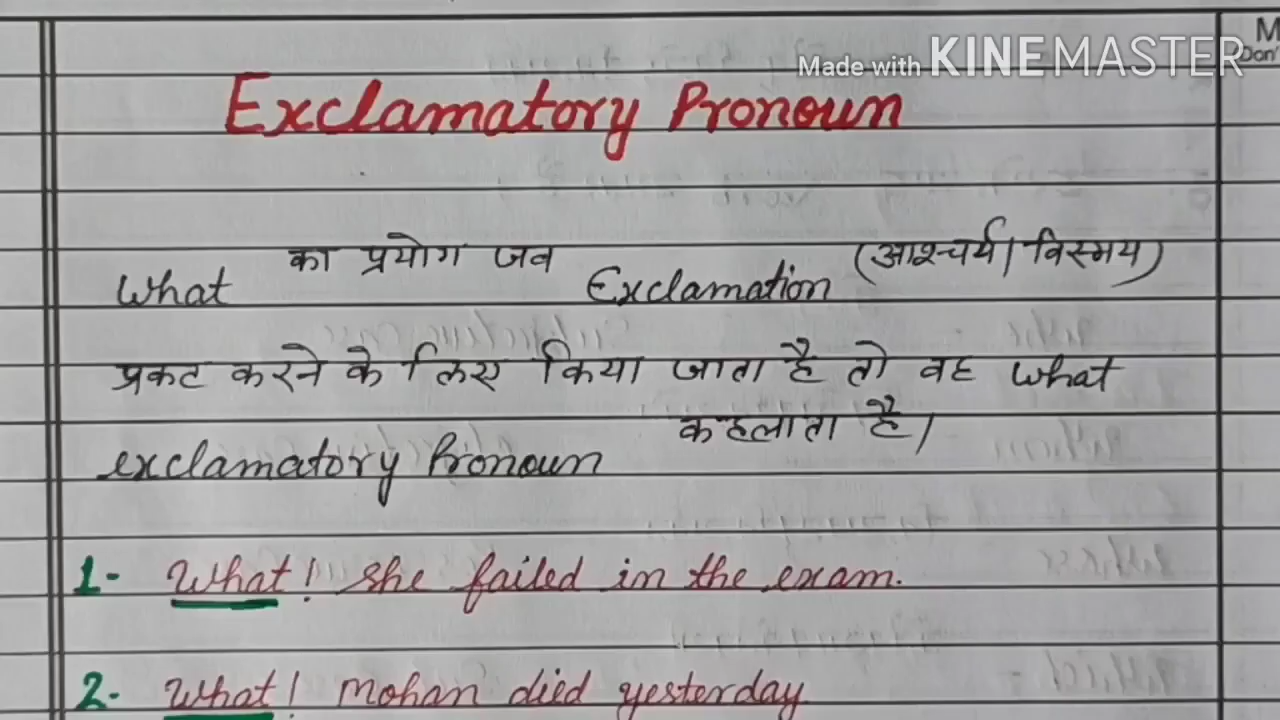 M
Don'
Made with KINEMASTER
Exclamatory Pronoun
What का प्रयोग जब Exclamation (आश्चर्य/विस्मय)
प्रकट करने के लिए किया जाता है तो वह what
exclamatory Pronoun कहलाता है।
1- What! she failed in the exam.
2- What! mohan died yesterday